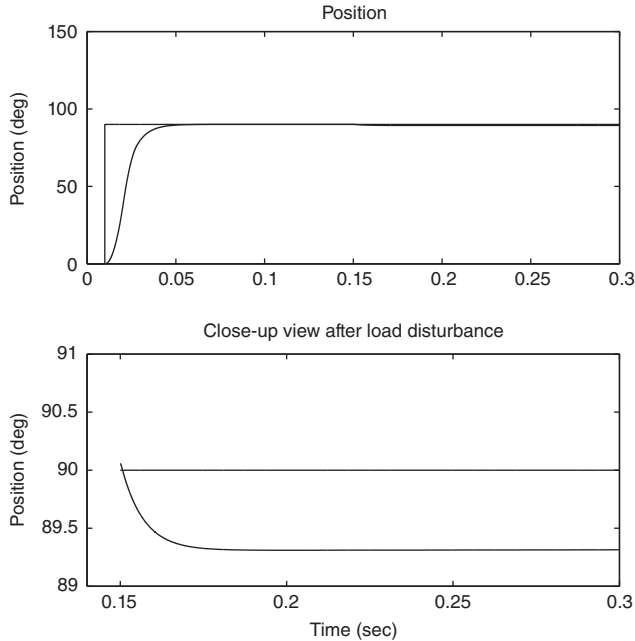 Position
Position (deg)
150
100
50
0
0 0.05 0.1 0.15 0.2 0.25 0.3
Close-up view after load disturbance
Position (deg)
91
90.5
90
89.5
89
0.15 0.2 0.25 0.3
Time (sec)